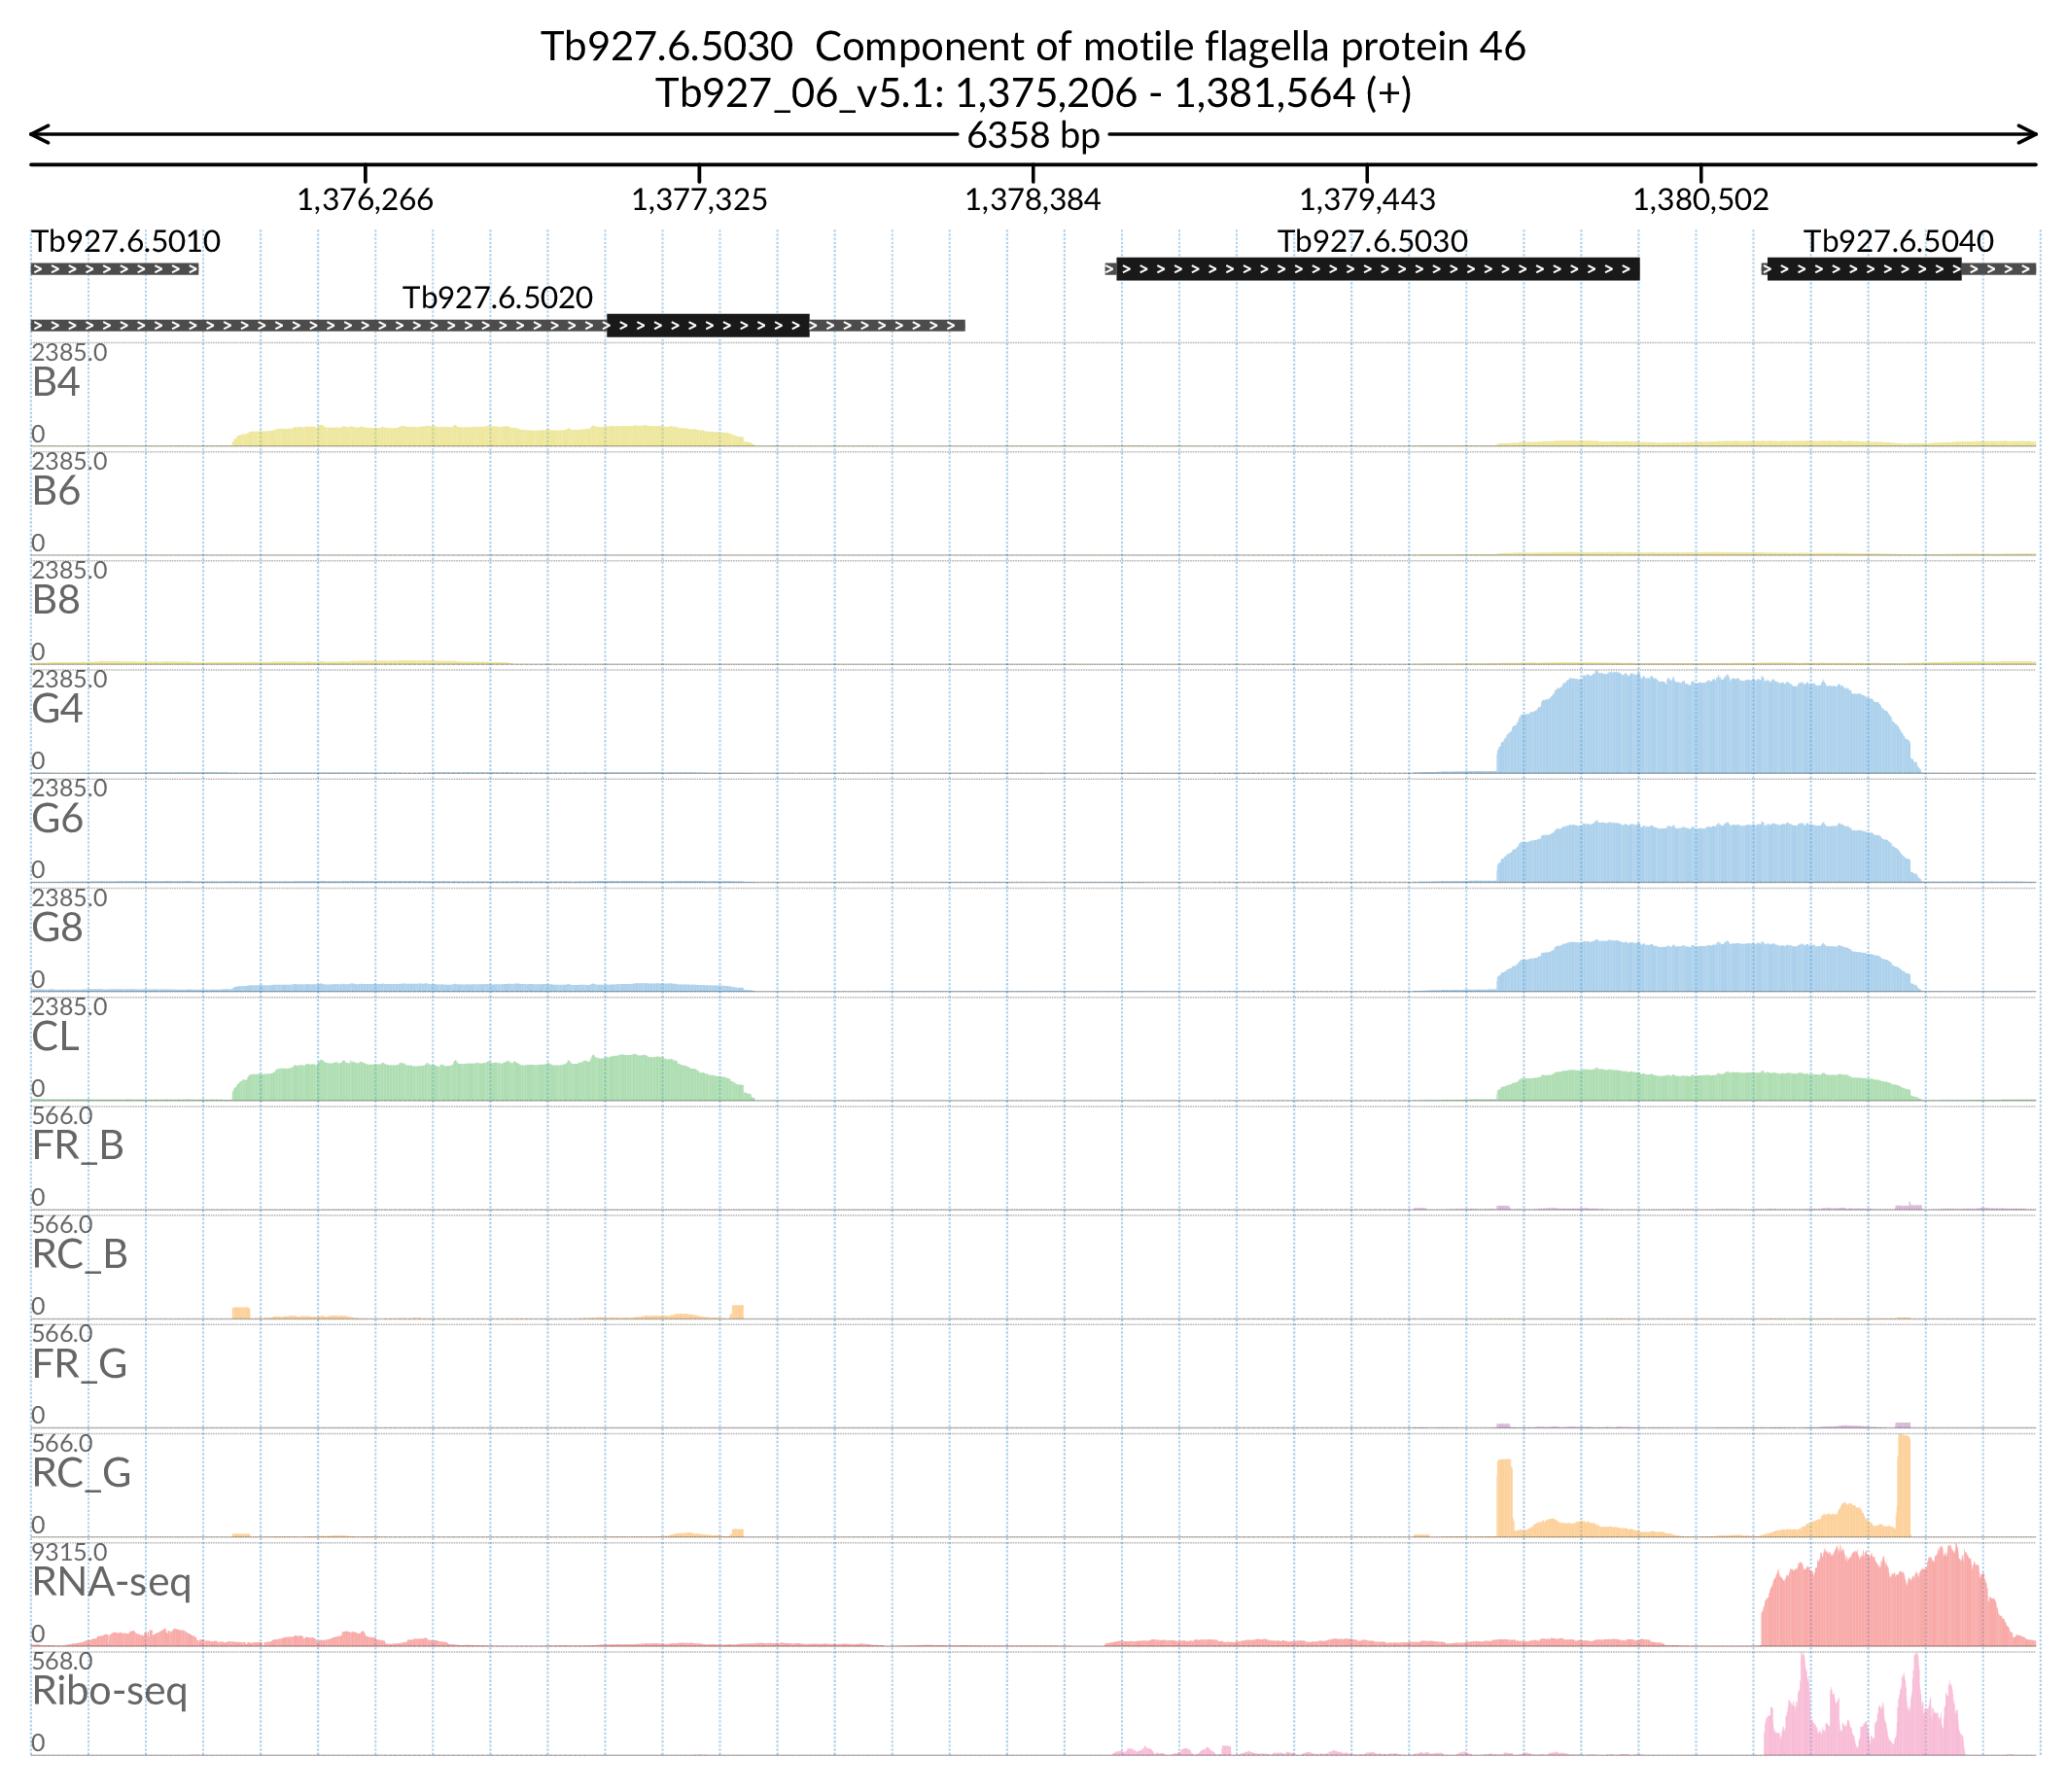 Tb927.6.5030  Component of motile flagella protein 46
Tb927_06_v5.1: 1,375,206 - 1,381,564 (+)
6358 bp
1,376,266 1,377,325 1,378,384 1,379,443 1,380,502
Tb927.6.5010 Tb927.6.5030 Tb927.6.5040
Tb927.6.5020
2385.0
B4
0
2385.0
B6
0
2385.0
B8
0
2385.0
G4
0
2385.0
G6
0
2385.0
G8
0
2385.0
CL
0
566.0
FR_B
0
566.0
RC_B
0
566.0
FR_G
0
566.0
RC_G
0
9315.0
RNA-seq
0
568.0
Ribo-seq
0